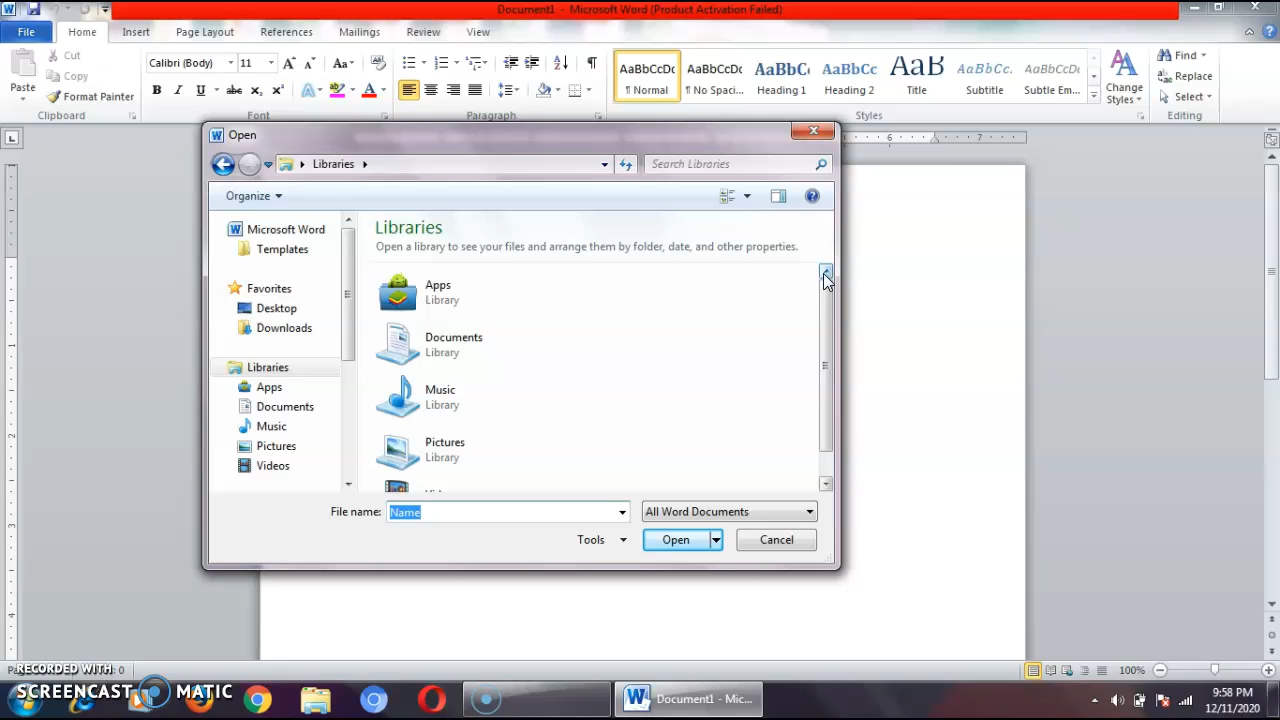 Document1 - Microsoft Word (Product Activation Failed)
File Home Insert Page Layout References Mailings Review View
Paste
Cut
Copy
Format Painter
Clipboard
Calibri (Body) 11
Font
Paragraph
AaBbCcDc AaBbCcDc AaBbC AaBbCc AaB AaBbCcL AaBbCcDc
¶ Normal ¶ No Spaci... Heading 1 Heading 2 Title Subtitle Subtle Em...
Styles
Change Styles
Find
Replace
Select
Editing
6 7
Open
Libraries
Search Libraries
Organize
Microsoft Word
Templates
Favorites
Desktop
Downloads
Libraries
Apps
Documents
Music
Pictures
Videos
Libraries
Open a library to see your files and arrange them by folder, date, and other properties.
Apps
Library
Documents
Library
Music
Library
Pictures
Library
File name: Name
All Word Documents
Tools
Open
Cancel
100%
RECORDED WITH
SCREENCAST MATIC
Document1 - Mic...
9:58 PM
12/11/2020